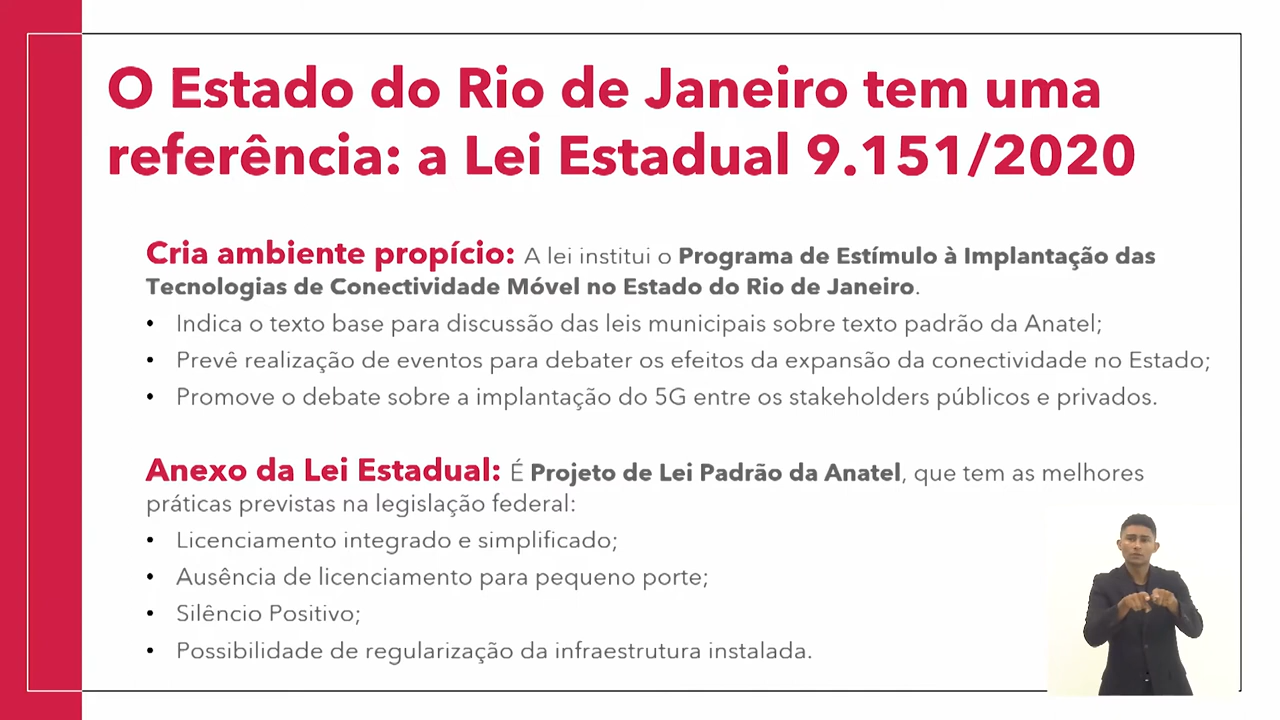 O Estado do Rio de Janeiro tem uma
referência: a Lei Estadual 9.151/2020
Cria ambiente propício: A lei institui o Programa de Estímulo à Implantação das
Tecnologias de Conectividade Móvel no Estado do Rio de Janeiro.
• Indica o texto base para discussão das leis municipais sobre texto padrão da Anatel;
• Prevê realização de eventos para debater os efeitos da expansão da conectividade no Estado;
• Promove o debate sobre a implantação do 5G entre os stakeholders públicos e privados.
Anexo da Lei Estadual: É Projeto de Lei Padrão da Anatel, que tem as melhores
práticas previstas na legislação federal:
• Licenciamento integrado e simplificado;
• Ausência de licenciamento para pequeno porte;
• Silêncio Positivo;
• Possibilidade de regularização da infraestrutura instalada.